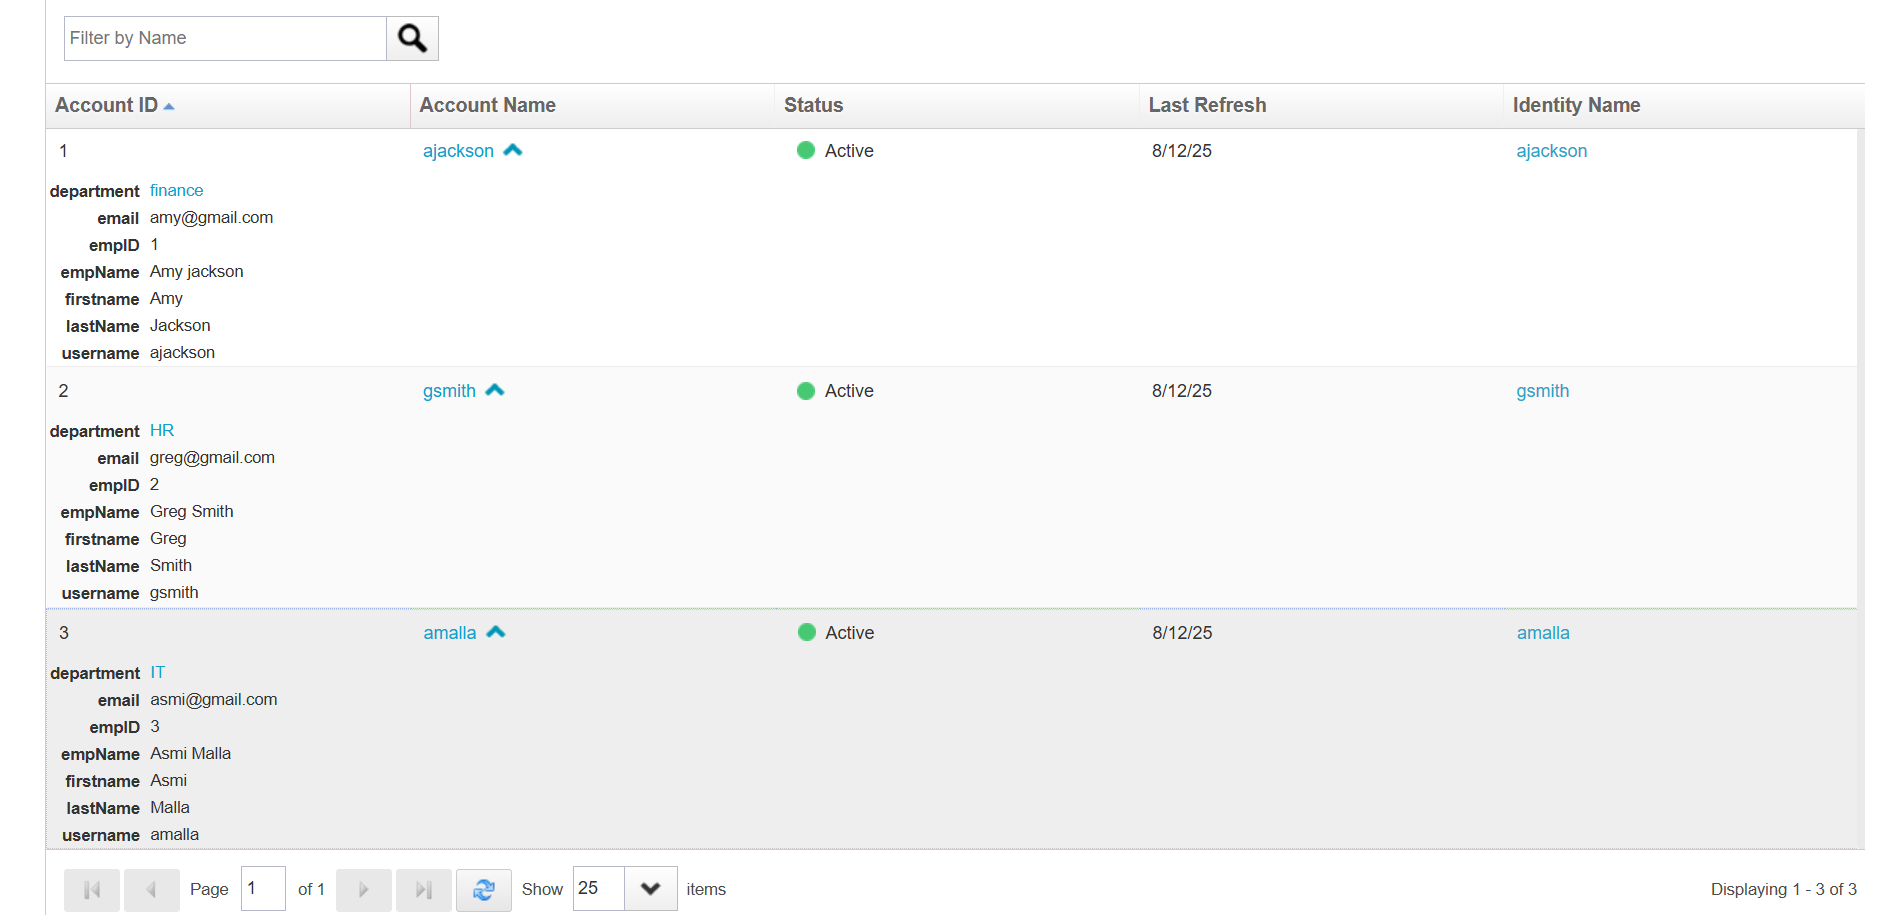 Filter by Name
Account ID Account Name Status Last Refresh Identity Name
1 ajackson Active 8/12/25 ajackson
department finance
email amy@gmail.com
empID 1
empName Amy jackson
firstname Amy
lastName Jackson
username ajackson
2 gsmith Active 8/12/25 gsmith
department HR
email greg@gmail.com
empID 2
empName Greg Smith
firstname Greg
lastName Smith
username gsmith
3 amalla Active 8/12/25 amalla
department IT
email asmi@gmail.com
empID 3
empName Asmi Malla
firstname Asmi
lastName Malla
username amalla
Page 1 of 1 Show 25 items Displaying 1 - 3 of 3